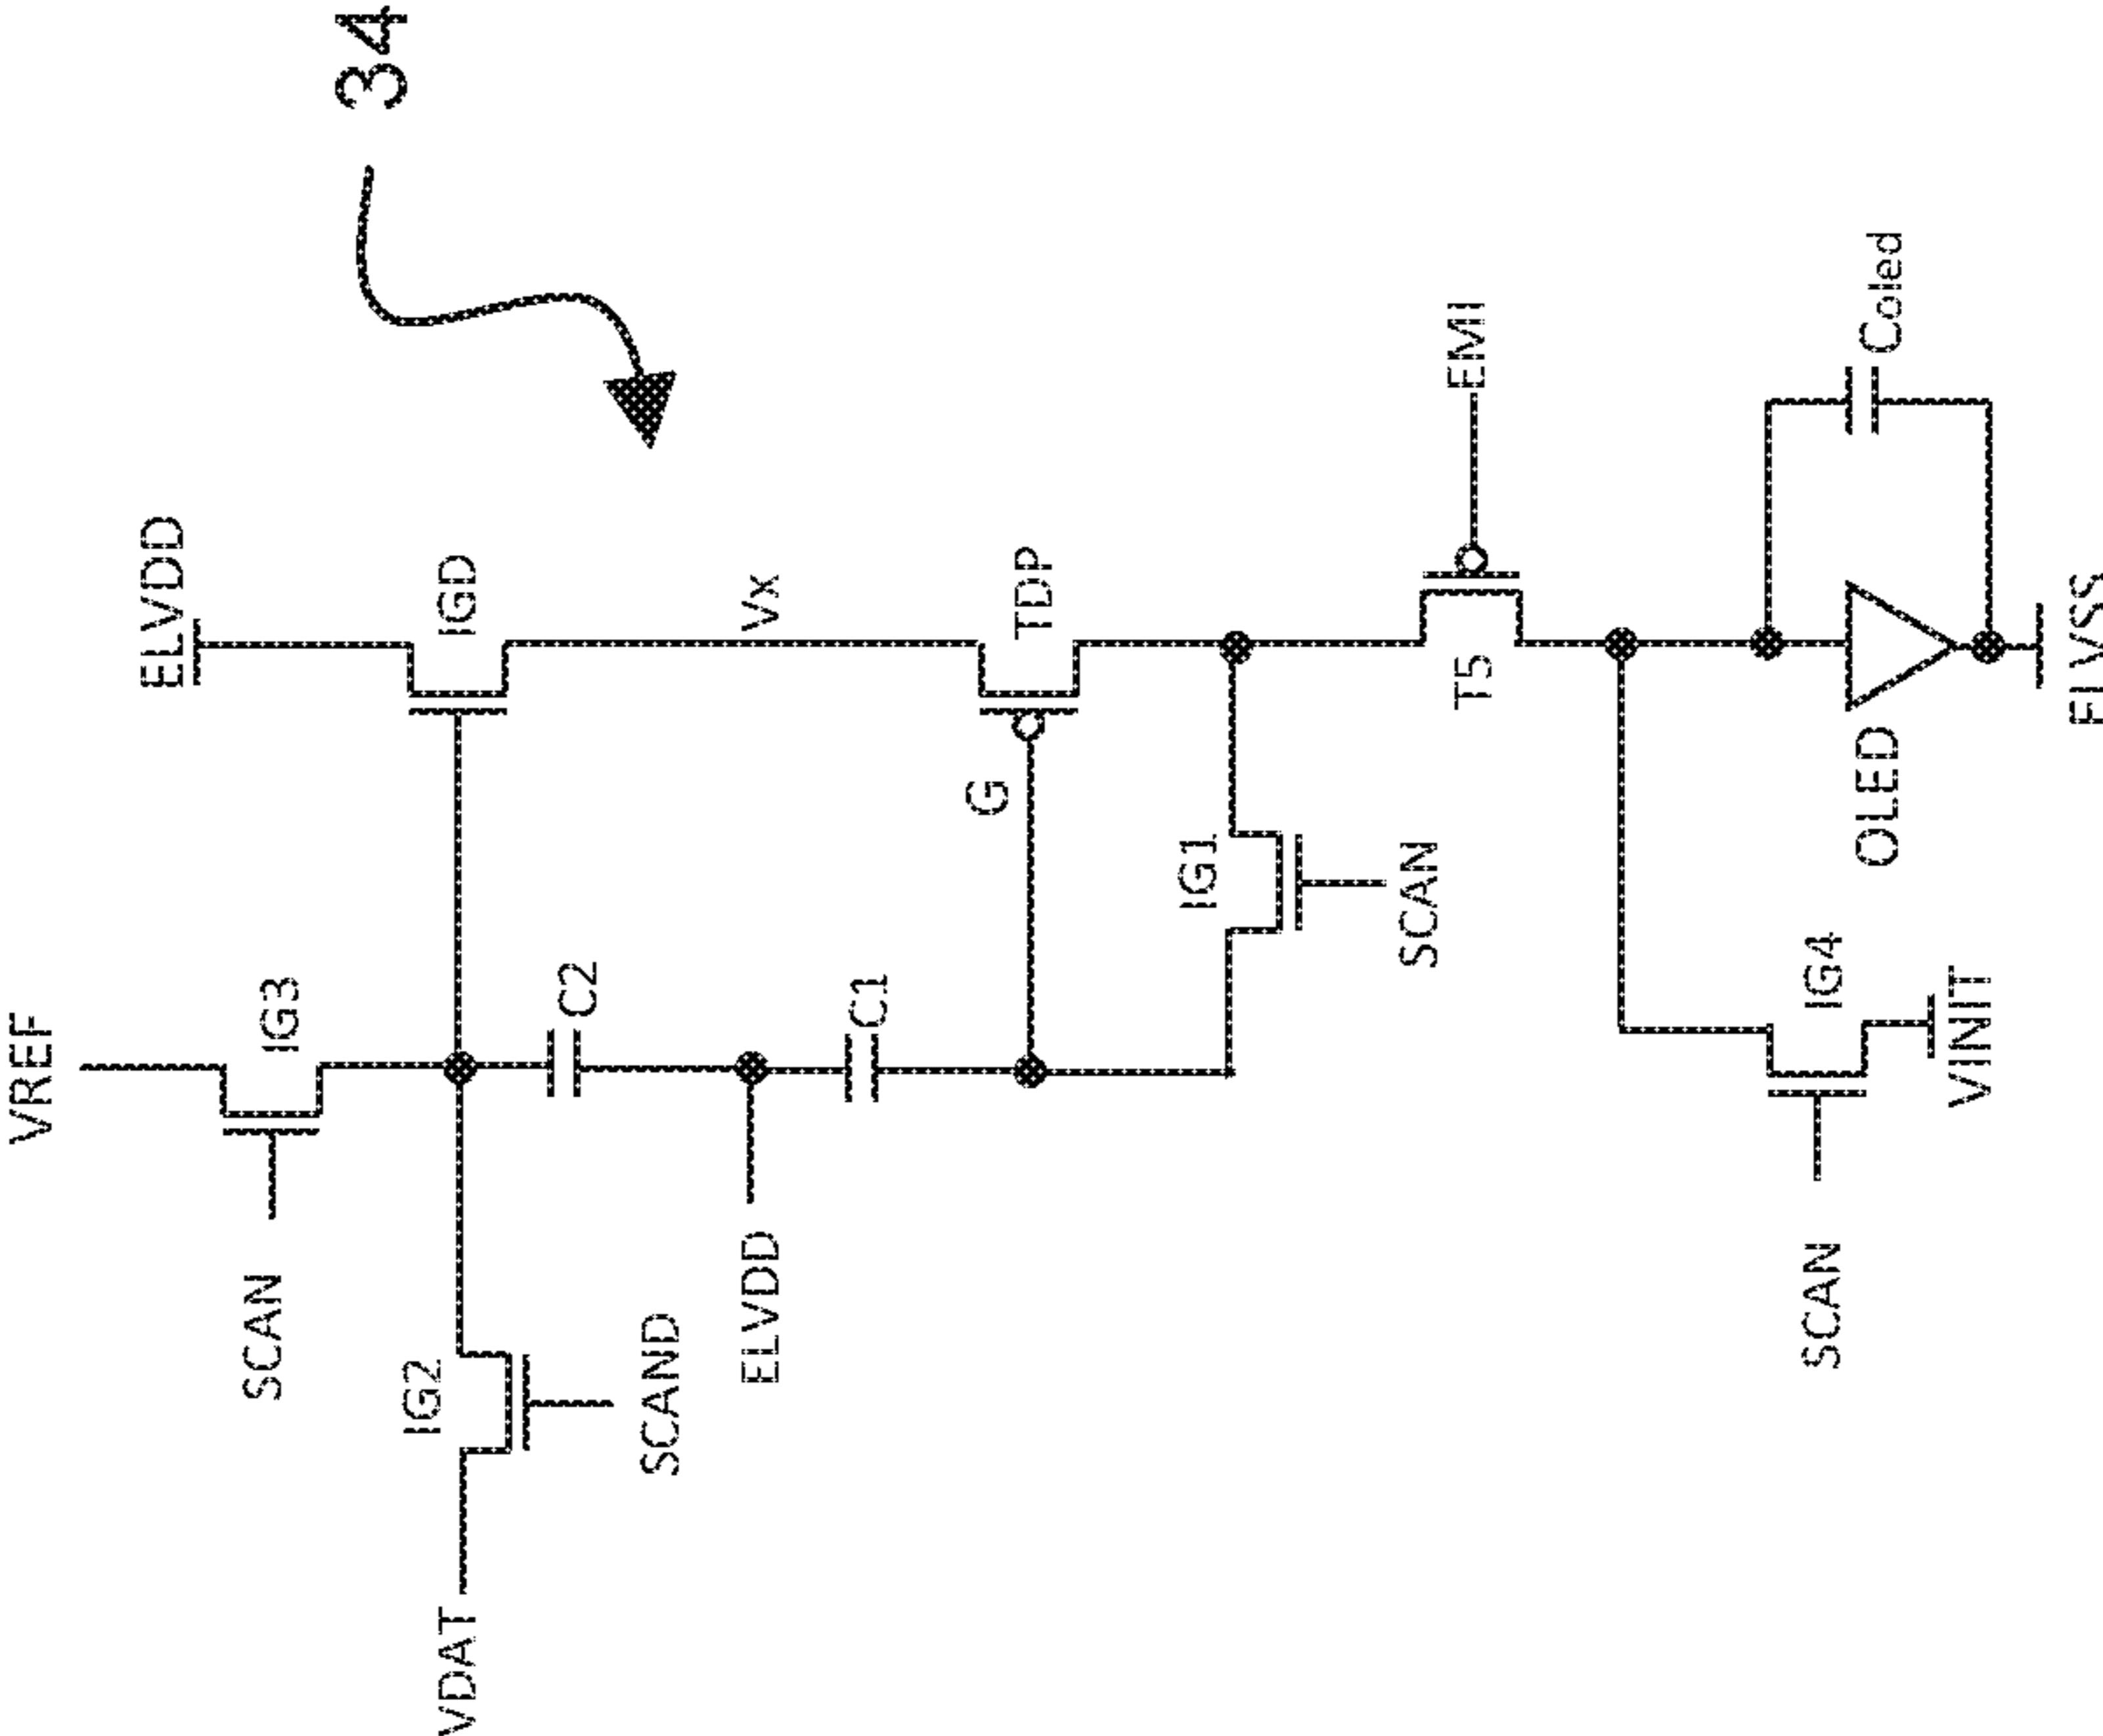 34
VREF
ELVDD
SCAN
IG3
IGD
IG2
C2
Vx
VDAT
SCAND
ELVDD
C1
G
TDP
IG1
SCAN
T5
EMI
SCAN
IG4
VINIT
OLED
Coled
ELVSS